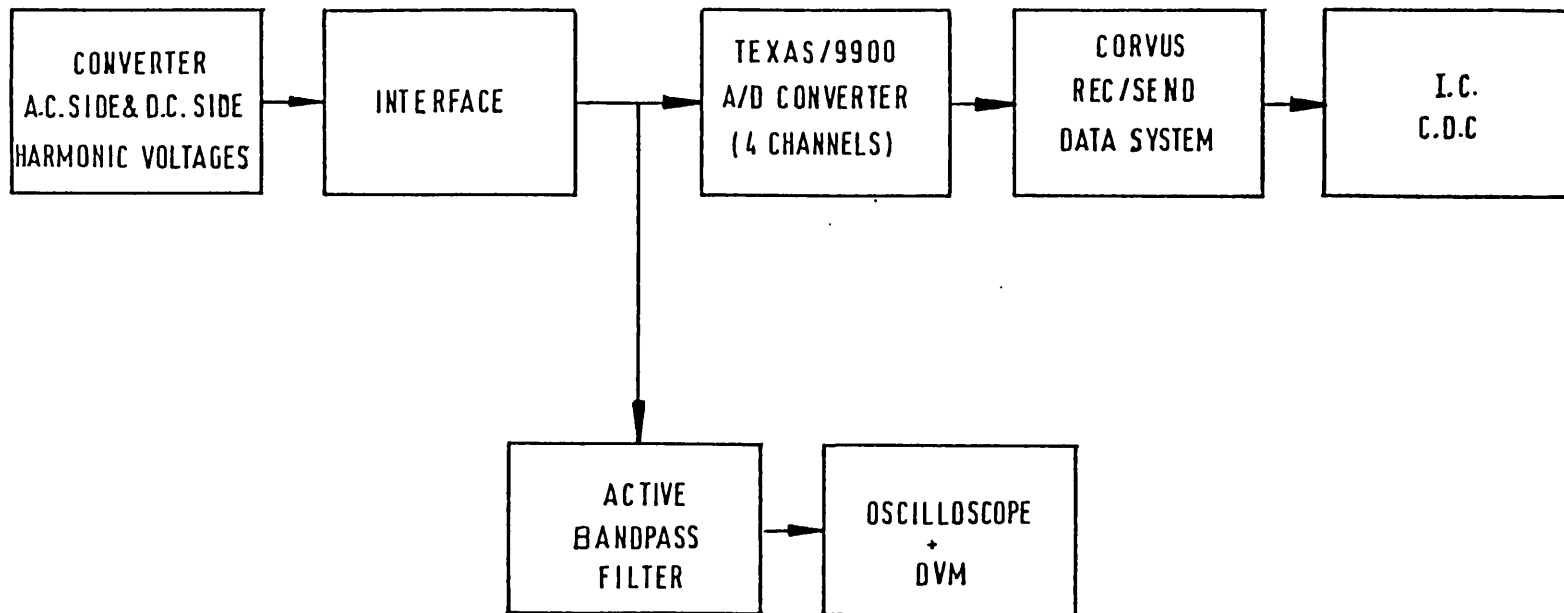 CONVERTER
A.C. SIDE & D.C. SIDE
HARMONIC VOLTAGES
INTERFACE
TEXAS/9900
A/D CONVERTER
(4 CHANNELS)
CORVUS
REC/SEND
DATA SYSTEM
I.C.
C.D.C
ACTIVE
BANDPASS
FILTER
OSCILLOSCOPE
+
DVM